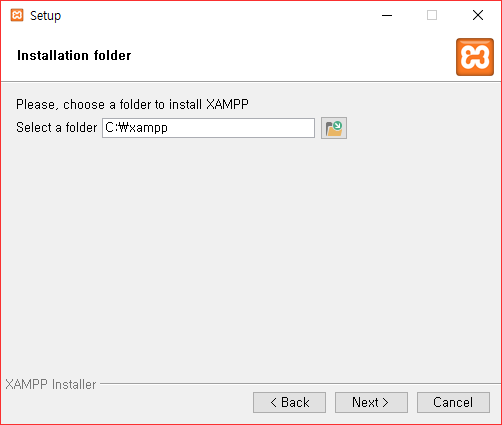 Setup
Installation folder
Please, choose a folder to install XAMPP
Select a folder C:₩xampp
XAMPP Installer
< Back Next > Cancel